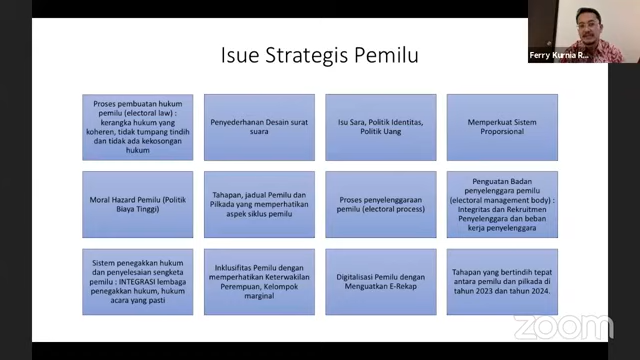 Isue Strategis Pemilu
Ferry Kurnia R...
Proses pembuatan hukum
pemilu (electoral law) :
kerangka hukum yang
koheren, tidak tumpang tindih
dan tidak ada kekosongan
hukum
Penyederhanan Desain surat
suara
Isu Sara, Politik Identitas,
Politik Uang
Memperkuat Sistem
Proporsional
Moral Hazard Pemilu (Politik
Biaya Tinggi)
Tahapan, jadual Pemilu dan
Pilkada yang memperhatikan
aspek siklus pemilu
Proses penyelenggaraan
pemilu (electoral process)
Penguatan Badan
penyelenggara pemilu
(electoral management body) :
Integritas dan Rekruitmen
Penyelenggara dan beban
kerja penyelenggara
Sistem penegakkan hukum
dan penyelesaian sengketa
pemilu : INTEGRASI lembaga
penegakkan hukum, hukum
acara yang pasti
Inklusifitas Pemilu dengan
memperhatikan Keterwakilan
Perempuan, Kelompok
marginal
Digitalisasi Pemilu dengan
Menguatkan E-Rekap
Tahapan yang bertindih tepat
antara pemilu dan pilkada di
tahun 2023 dan tahun 2024.
zoom